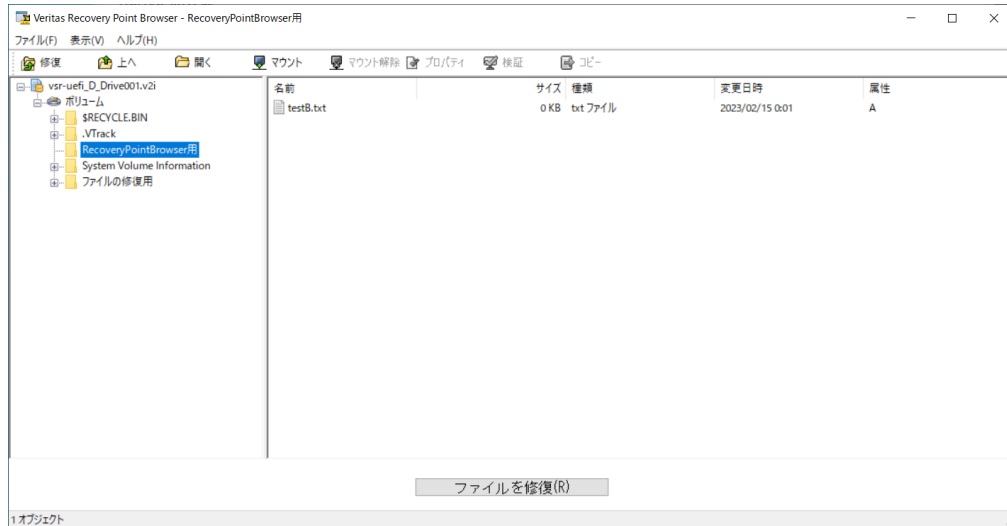 Veritas Recovery Point Browser - RecoveryPointBrowser用
ファイル(F) 表示(V) ヘルプ(H)
修復 上へ 開く マウント マウント解除 プロパティ 検証 コピー
vsr-uefi_D_Drive001.v2i
ボリューム
$RECYCLE.BIN
.VTrack
RecoveryPointBrowser用
System Volume Information
ファイルの修復用
名前 サイズ 種類 変更日時 属性
testB.txt 0 KB txt ファイル 2023/02/15 0:01 A
ファイルを修復(R)
1 オブジェクト